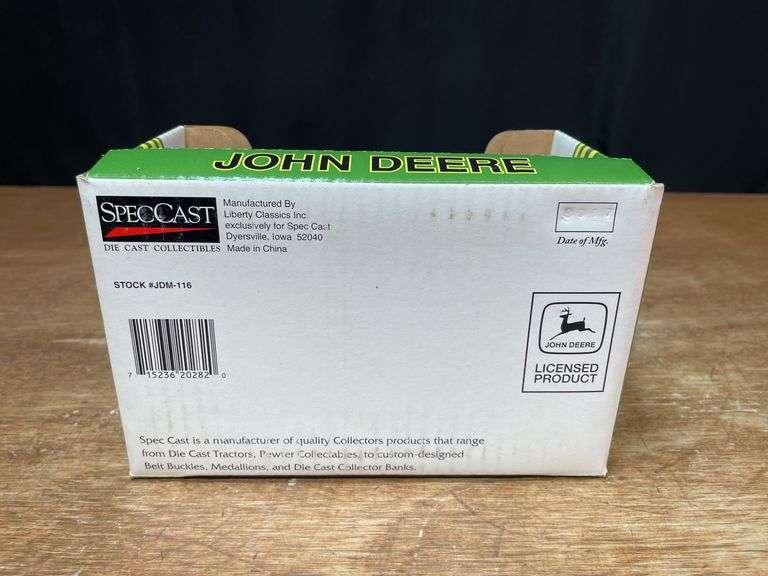 JOHN DEERE
SPECCAST
DIE CAST COLLECTIBLES
Manufactured By
Liberty Classics Inc
exclusively for Spec Cast
Dyersville, Iowa 52040
Made in China
Date of Mfg.
STOCK #JDM-116
JOHN DEERE
LICENSED
PRODUCT
7 15236 20282 0
Spec Cast is a manufacturer of quality Collectors products that range
from Die Cast Tractors, Pewter Collectables, to custom-designed
Belt Buckles, Medallions, and Die Cast Collector Banks.